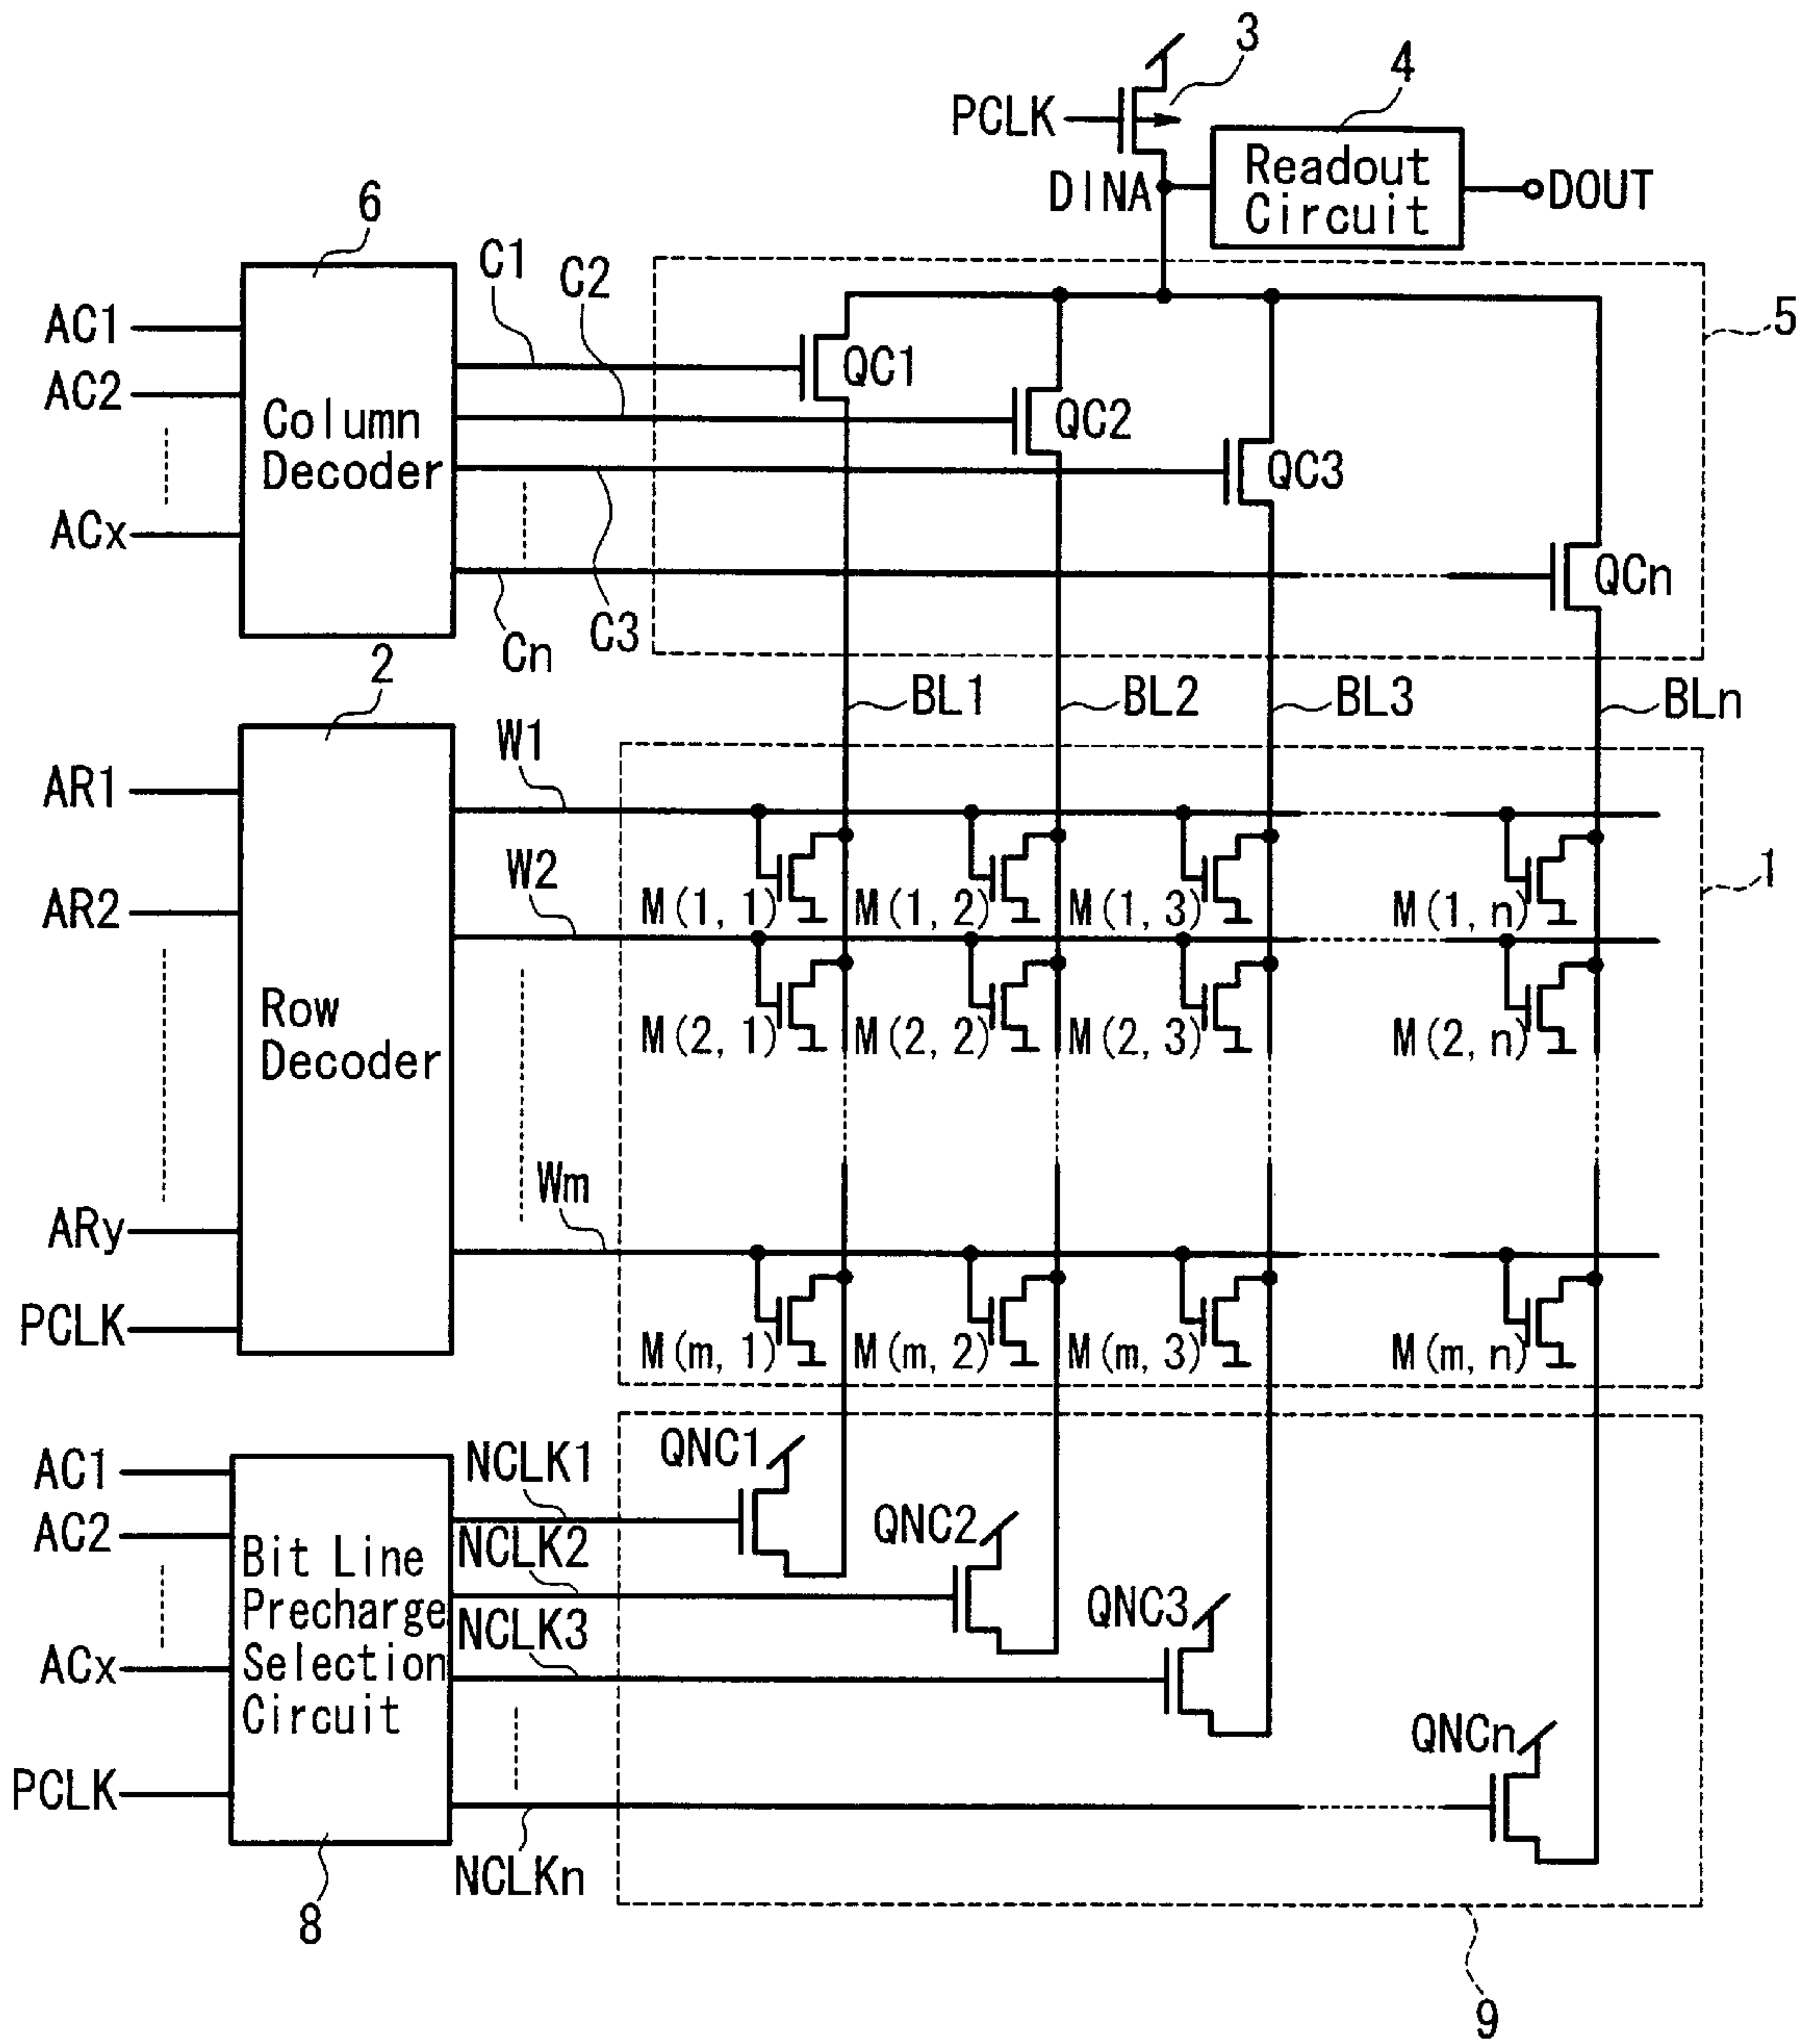 3
4
PCLK
Readout
Circuit
DINA
DOUT
6
C1
C2
5
AC1
AC2
ACx
Column
Decoder
QC1
QC2
QC3
QCn
Cn
C3
2
BL1
BL2
BL3
BLn
W1
AR1
W2
AR2
1
M(1, 1)
M(1, 2)
M(1, 3)
M(1, n)
Row
Decoder
M(2, 1)
M(2, 2)
M(2, 3)
M(2, n)
Wm
ARy
PCLK
M(m, 1)
M(m, 2)
M(m, 3)
M(m, n)
AC1
AC2
ACx
PCLK
Bit Line
Precharge
Selection
Circuit
NCLK1
NCLK2
NCLK3
NCLKn
QNC1
QNC2
QNC3
QNCn
8
9